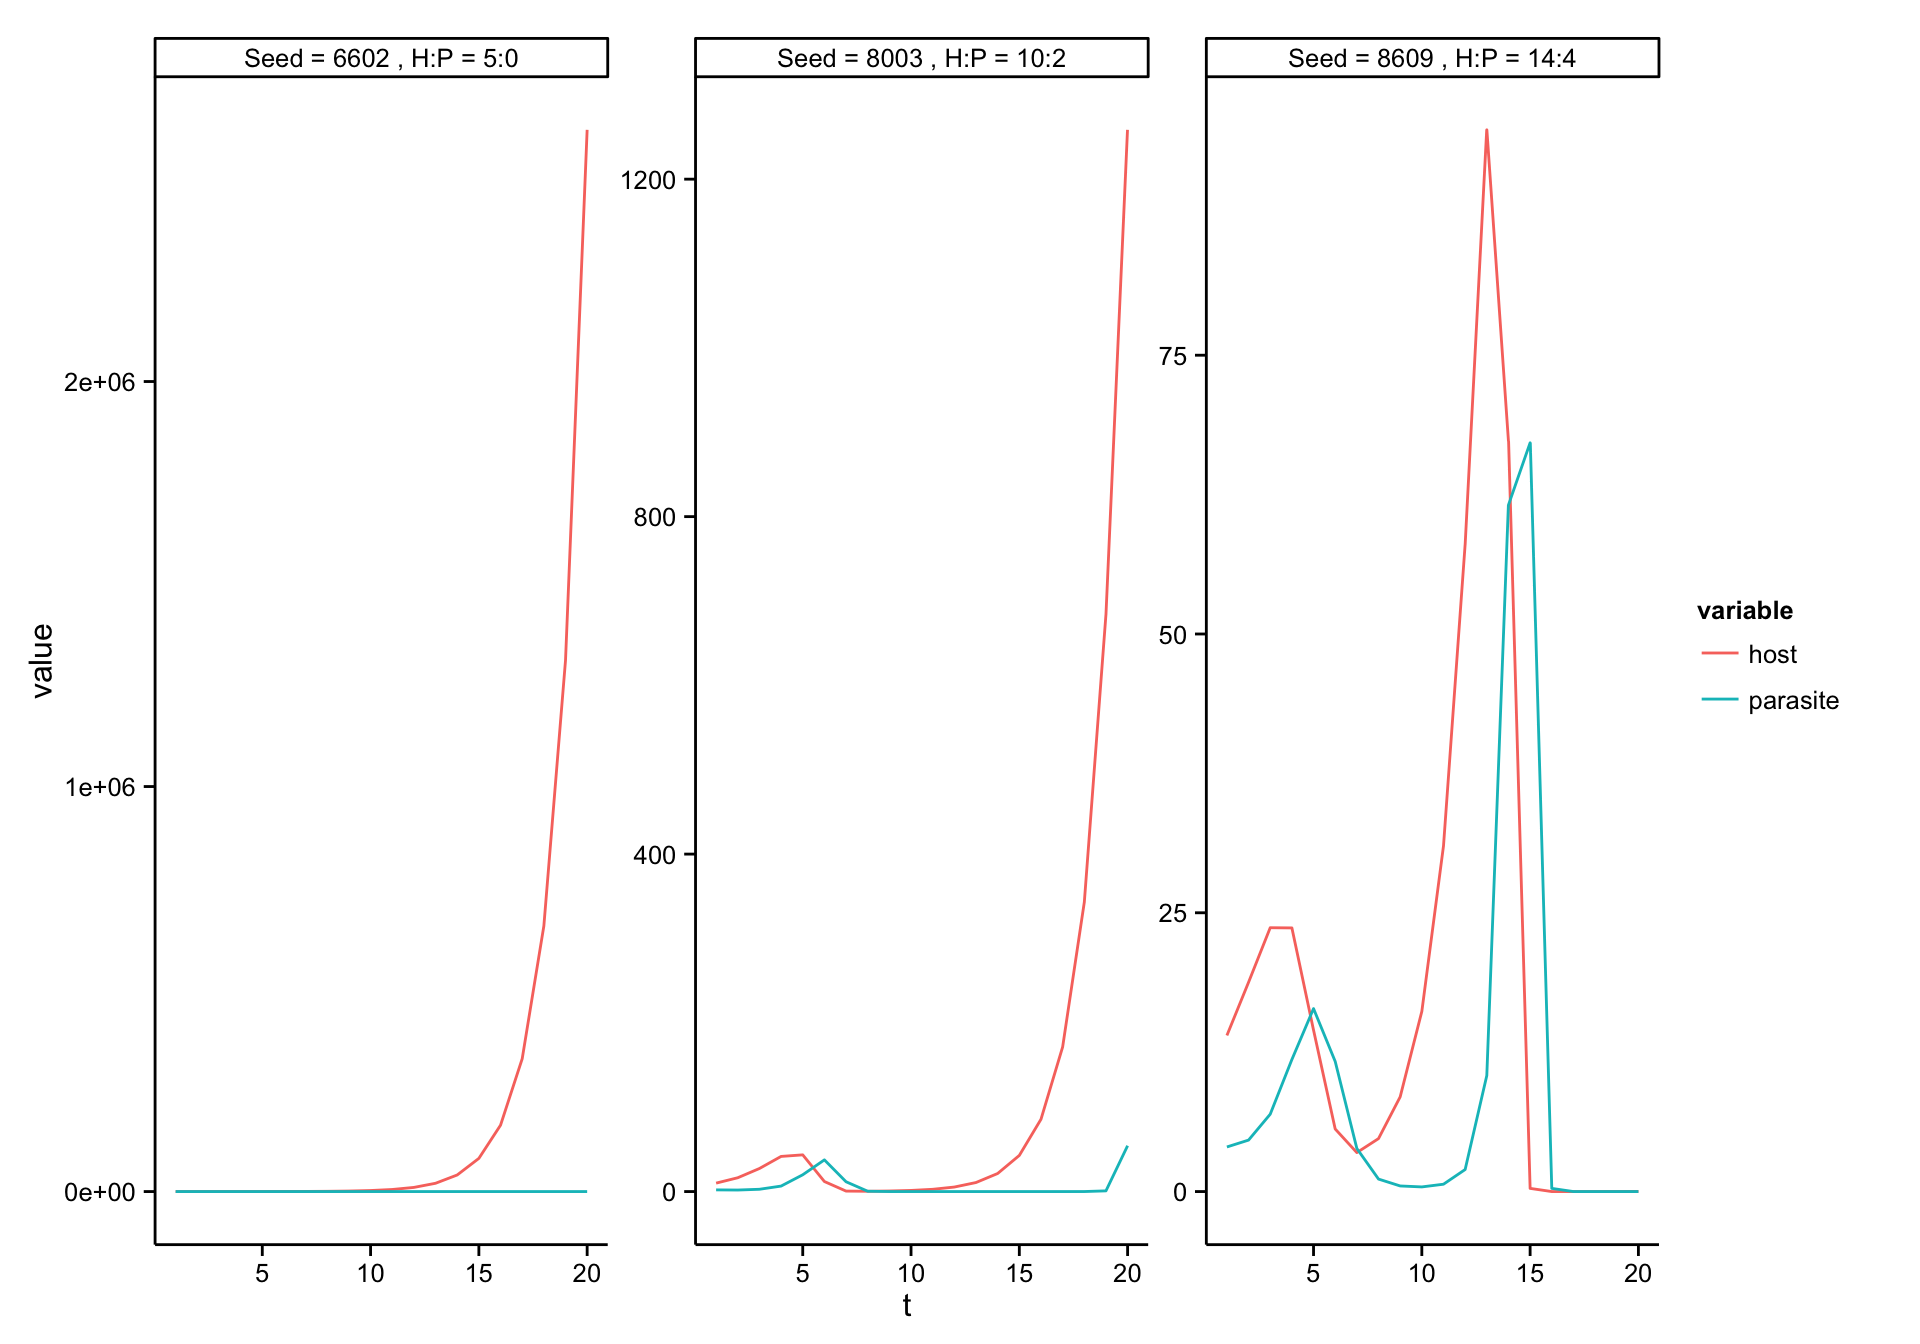 Seed = 6602 , H:P = 5:0
Seed = 8003 , H:P = 10:2
Seed = 8609 , H:P = 14:4
value
2e+06
1e+06
0e+00
5 10 15 20
1200
800
400
0
5 10 15 20
75
50
25
0
5 10 15 20
t
variable
host
parasite